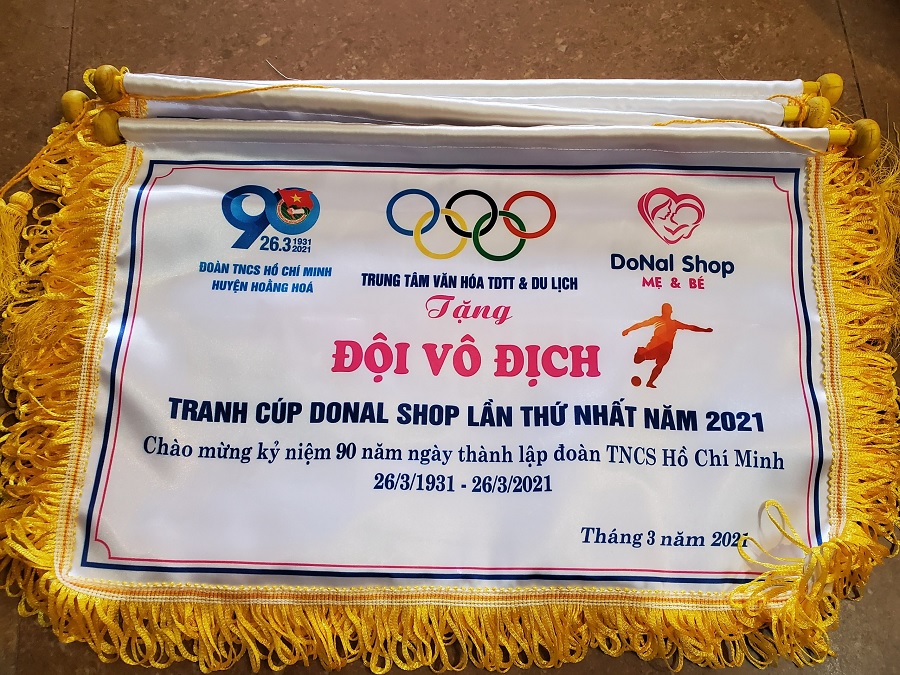 90
26.3 1931 2021
ĐOÀN TNCS HỒ CHÍ MINH
HUYỆN HOẰNG HOÁ
TRUNG TÂM VĂN HÓA TDTT & DU LỊCH
DoNal Shop
MẸ & BÉ
Tặng
ĐỘI VÔ ĐỊCH
TRANH CÚP DONAL SHOP LẦN THỨ NHẤT NĂM 2021
Chào mừng kỷ niệm 90 năm ngày thành lập đoàn TNCS Hồ Chí Minh
26/3/1931 - 26/3/2021
Tháng 3 năm 2021